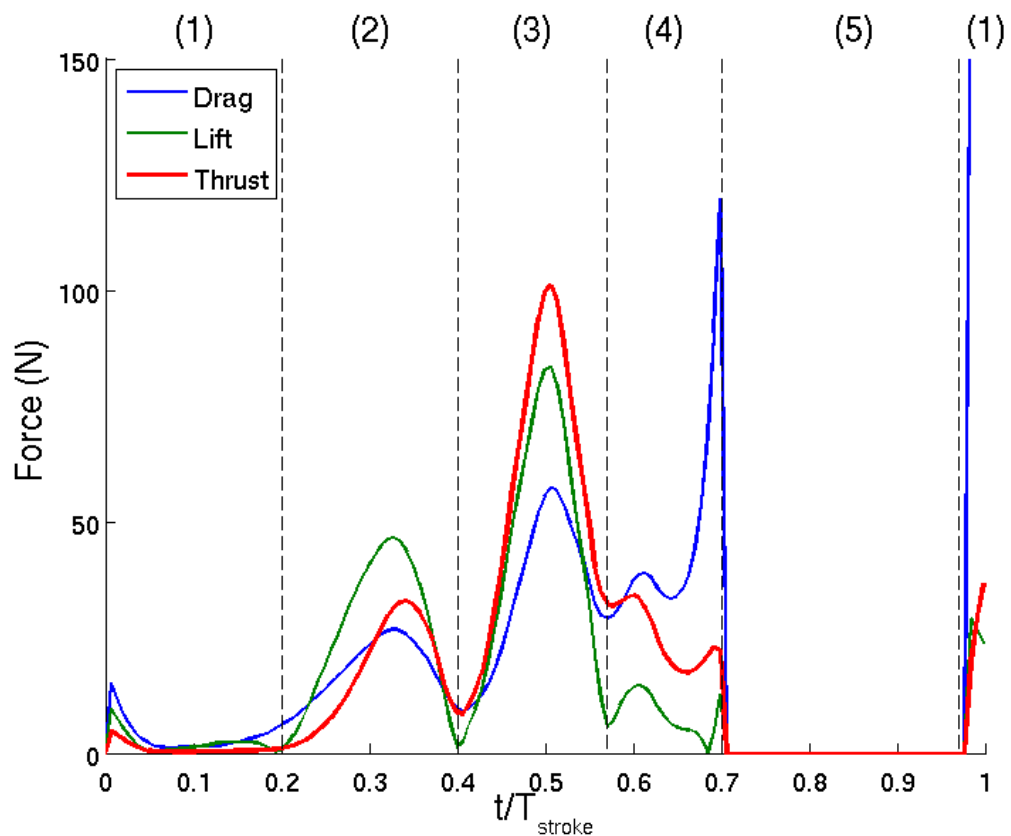 (1) (2) (3) (4) (5) (1)
150
Drag
Lift
Thrust
100
50
0
Force (N)
0 0.1 0.2 0.3 0.4 0.5 0.6 0.7 0.8 0.9 1
t/T_stroke